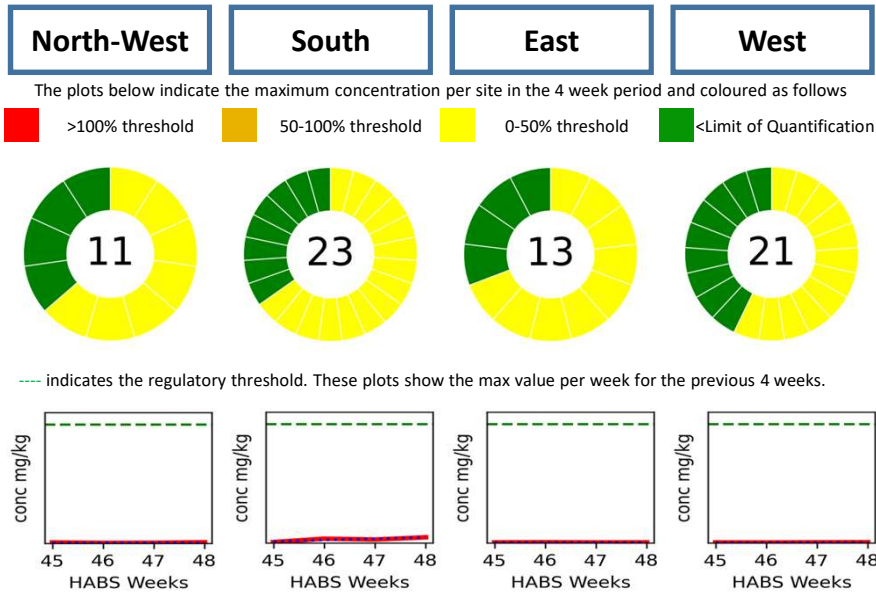 North-West South East West
The plots below indicate the maximum concentration per site in the 4 week period and coloured as follows
>100% threshold 50-100% threshold 0-50% threshold <Limit of Quantification
11 23 13 21
---- indicates the regulatory threshold. These plots show the max value per week for the previous 4 weeks.
conc mg/kg conc mg/kg conc mg/kg conc mg/kg
45 46 47 48 45 46 47 48 45 46 47 48 45 46 47 48
HABS Weeks HABS Weeks HABS Weeks HABS Weeks